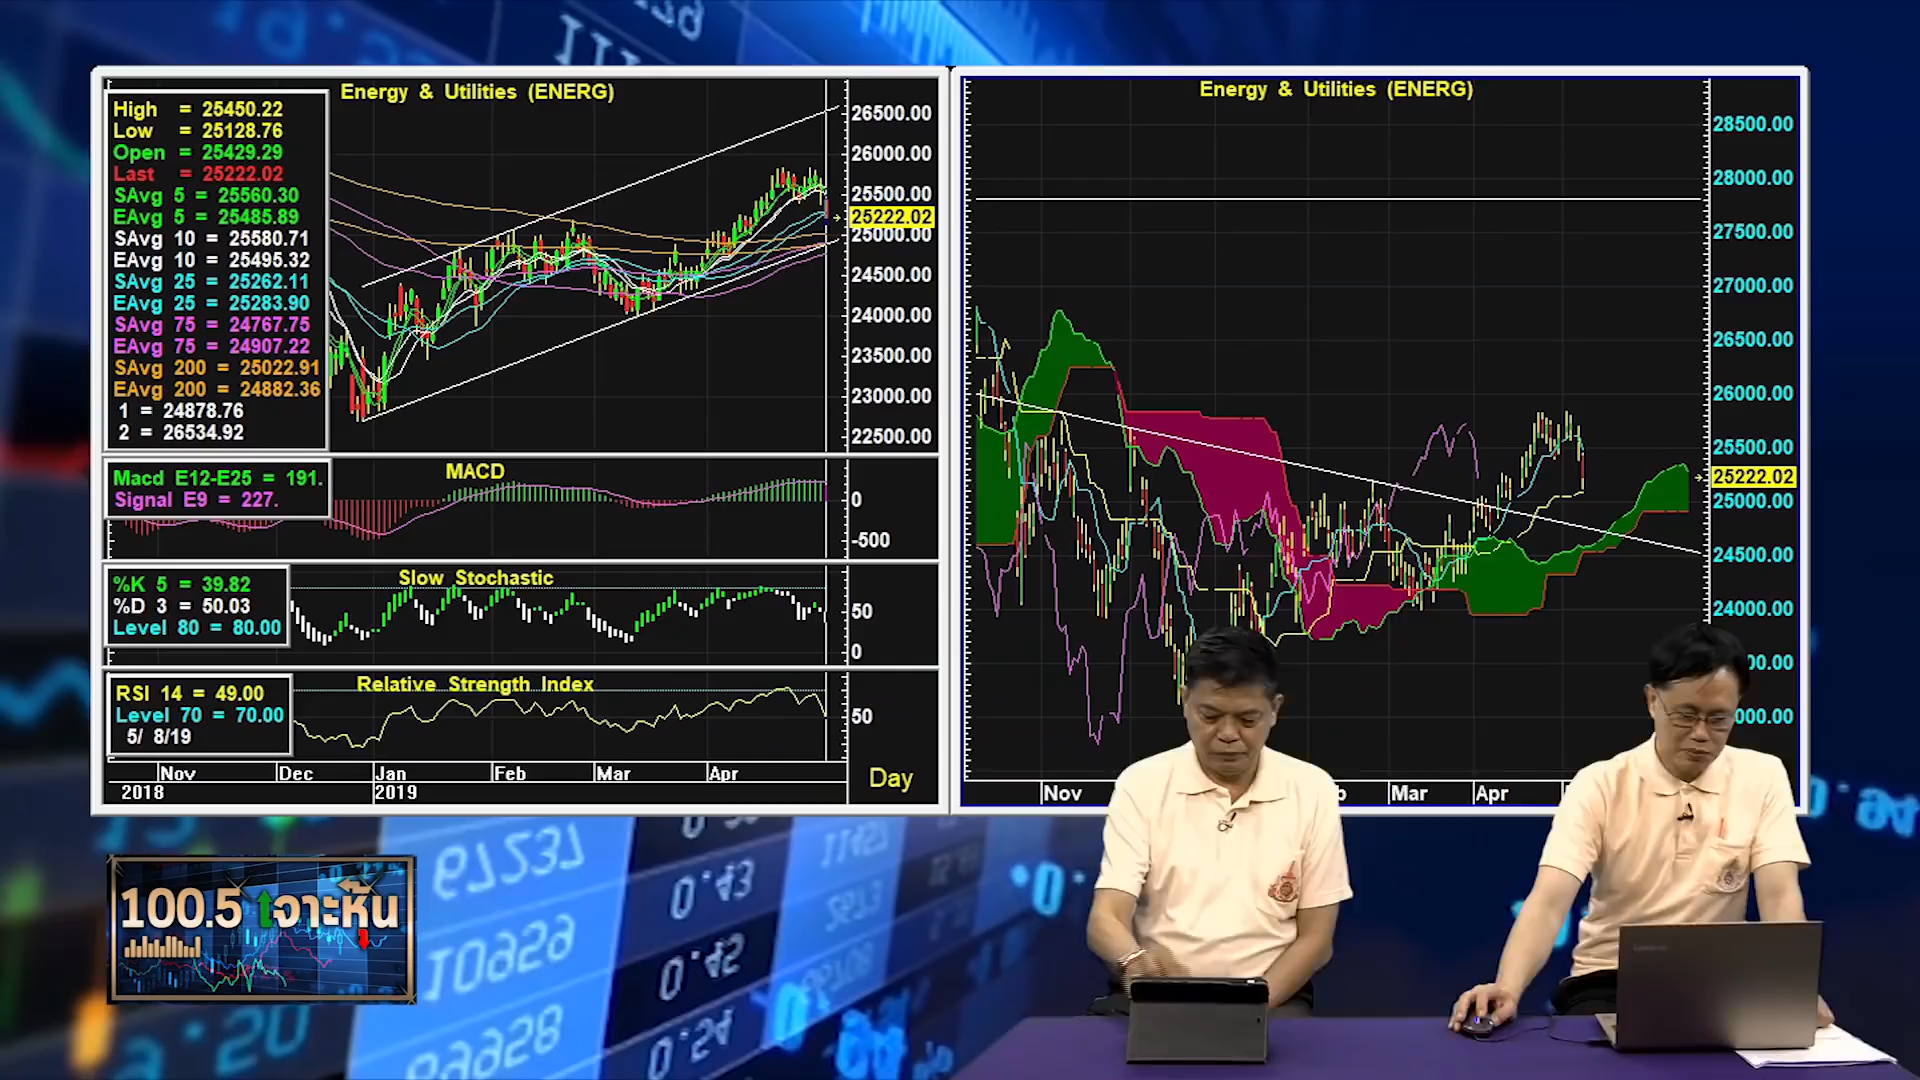 Energy & Utilities (ENERG)
High = 25450.22
Low = 25128.76
Open = 25429.29
Last = 25222.02
SAvg 5 = 25560.30
EAvg 5 = 25485.89
SAvg 10 = 25580.71
EAvg 10 = 25495.32
SAvg 25 = 25262.11
EAvg 25 = 25283.90
SAvg 75 = 24767.75
EAvg 75 = 24907.22
SAvg 200 = 25022.91
EAvg 200 = 24882.36
1 = 24878.76
2 = 26534.92
26500.00
26000.00
25500.00
25222.02
25000.00
24500.00
24000.00
23500.00
23000.00
22500.00
MACD
Macd E12-E25 = 191.
Signal E9 = 227.
0
-500
Slow Stochastic
%K 5 = 39.82
%D 3 = 50.03
Level 80 = 80.00
50
0
Relative Strength Index
RSI 14 = 49.00
Level 70 = 70.00
5/ 8/19
50
Nov Dec Jan Feb Mar Apr
2018 2019
Day
Energy & Utilities (ENERG)
28500.00
28000.00
27500.00
27000.00
26500.00
26000.00
25500.00
25222.02
25000.00
24500.00
24000.00
Nov Mar Apr
100.5 เจาะหุ้น